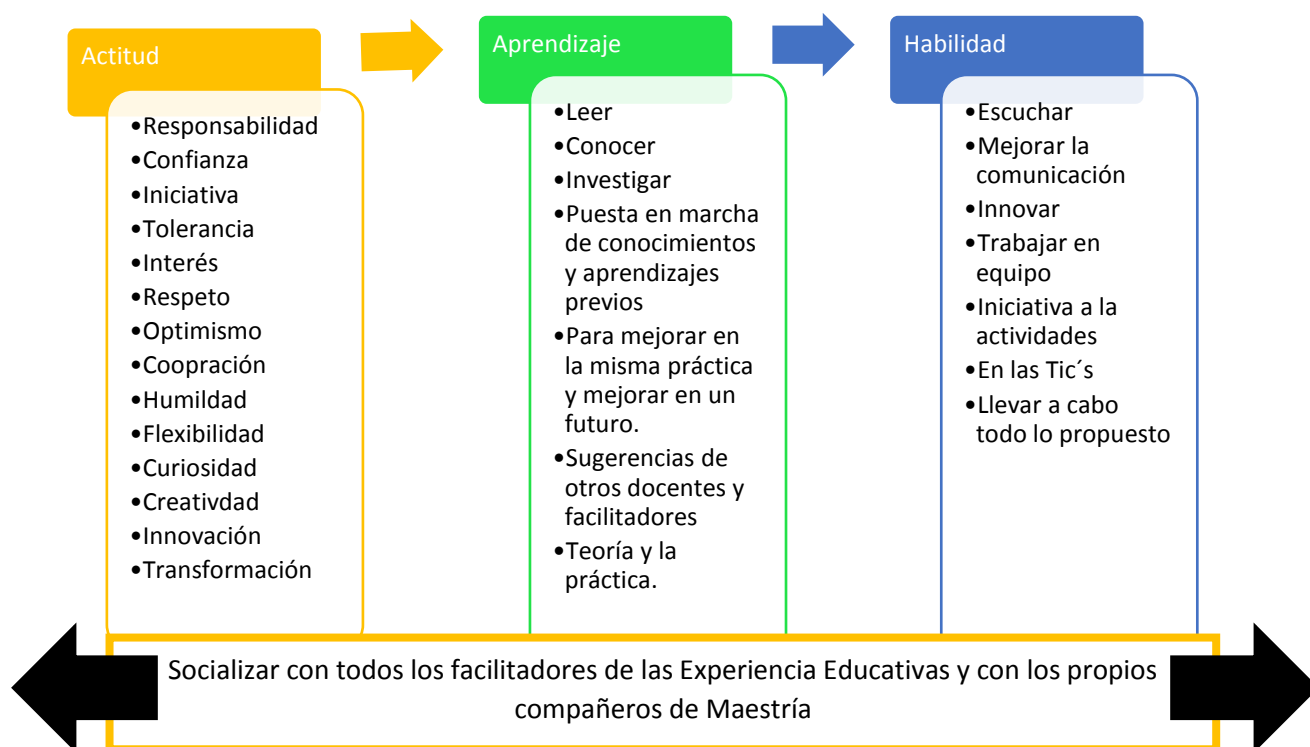 Actitud
•Responsabilidad
•Confianza
•Iniciativa
•Tolerancia
•Interés
•Respeto
•Optimismo
•Coopración
•Humildad
•Flexibilidad
•Curiosidad
•Creativdad
•Innovación
•Transformación
Aprendizaje
•Leer
•Conocer
•Investigar
•Puesta en marcha
de conocimientos
y aprendizajes
previos
•Para mejorar en
la misma práctica
y mejorar en un
futuro.
•Sugerencias de
otros docentes y
facilitadores
•Teoría y la
práctica.
Habilidad
•Escuchar
•Mejorar la
comunicación
•Innovar
•Trabajar en
equipo
•Iniciativa a la
actividades
•En las Tic´s
•Llevar a cabo
todo lo propuesto
Socializar con todos los facilitadores de las Experiencia Educativas y con los propios
compañeros de Maestría